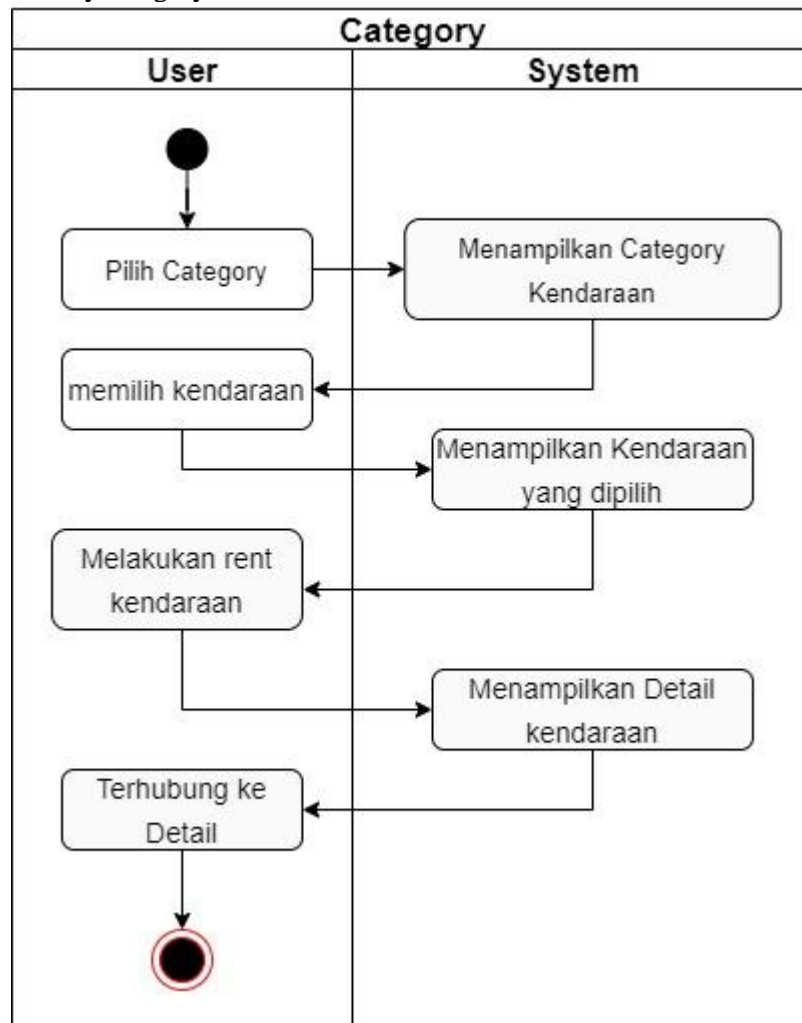 Category
User
System
Pilih Category
Menampilkan Category
Kendaraan
memilih kendaraan
Menampilkan Kendaraan
yang dipilih
Melakukan rent
kendaraan
Menampilkan Detail
kendaraan
Terhubung ke
Detail